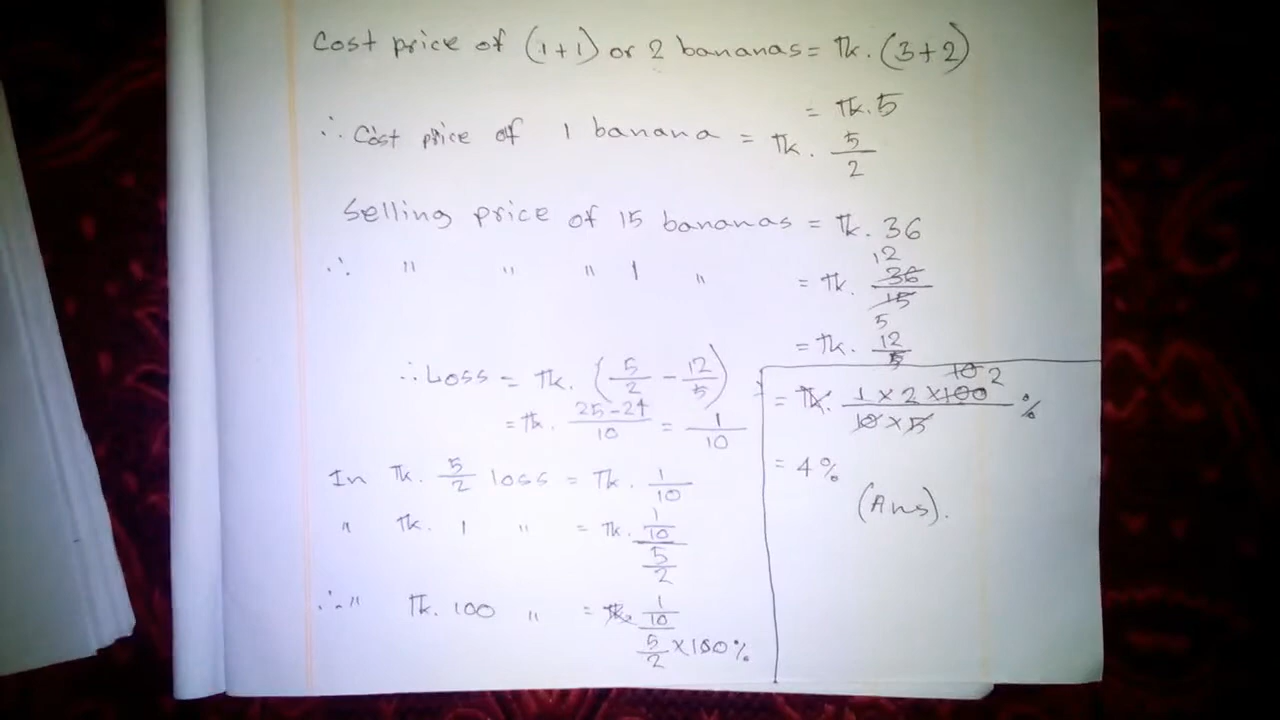 Cost price of (1+1) or 2 bananas = Tk. (3+2)
= Tk. 5
∴ Cost price of 1 banana = Tk. 5/2
Selling price of 15 bananas = Tk. 36
∴ " " " 1 " = Tk. 36/15 12 5
= Tk. 12/5
∴ Loss = Tk. (5/2 - 12/5)
= Tk. 25-24/10 = 1/10
In Tk. 5/2 loss = Tk. 1/10
" Tk. 1 " = Tk. 1/10 / 5/2
∴ " Tk. 100 " = Tk. 1/10 / 5/2 × 100%
= Tk. 1 × 2 × 100 / 10 × 5 % 10 2
= 4%
(Ans).